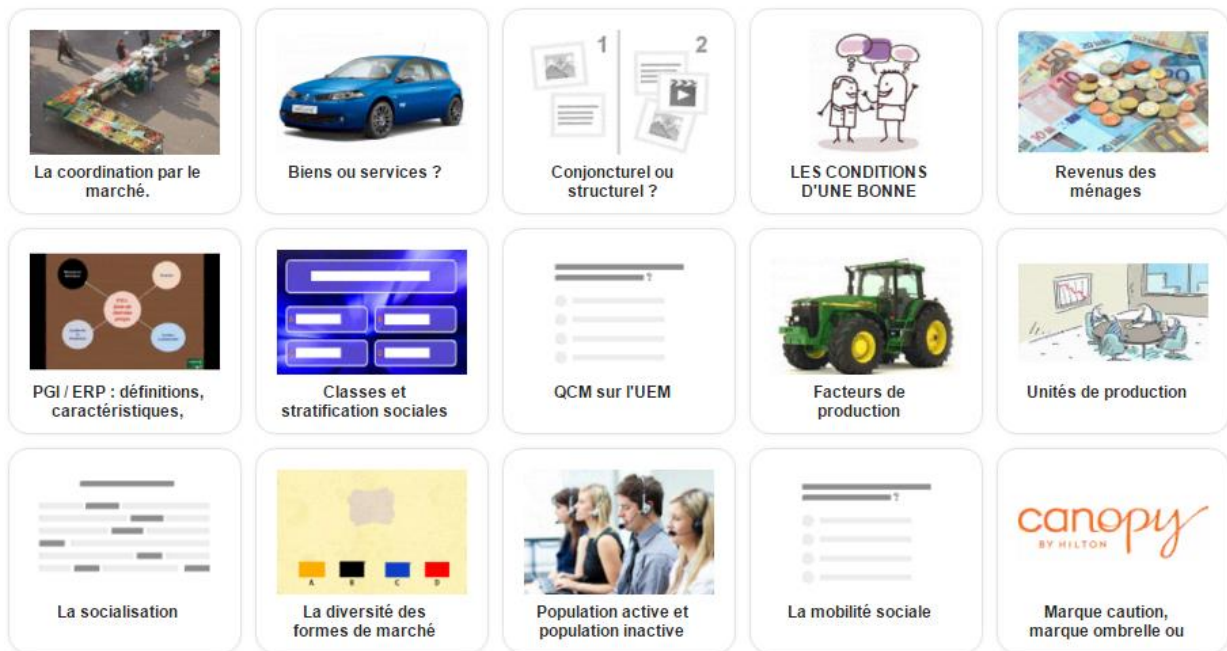 La coordination par le
marché.
Biens ou services ?
1
2
Conjoncturel ou
structurel ?
LES CONDITIONS
D'UNE BONNE
Revenus des
ménages
PGI / ERP : définitions,
caractéristiques,
Classes et
stratification sociales
?
QCM sur l'UEM
Facteurs de
production
Unités de production
La socialisation
A B C D
La diversité des
formes de marché
Population active et
population inactive
?
La mobilité sociale
canopy
BY HILTON
Marque caution,
marque ombrelle ou